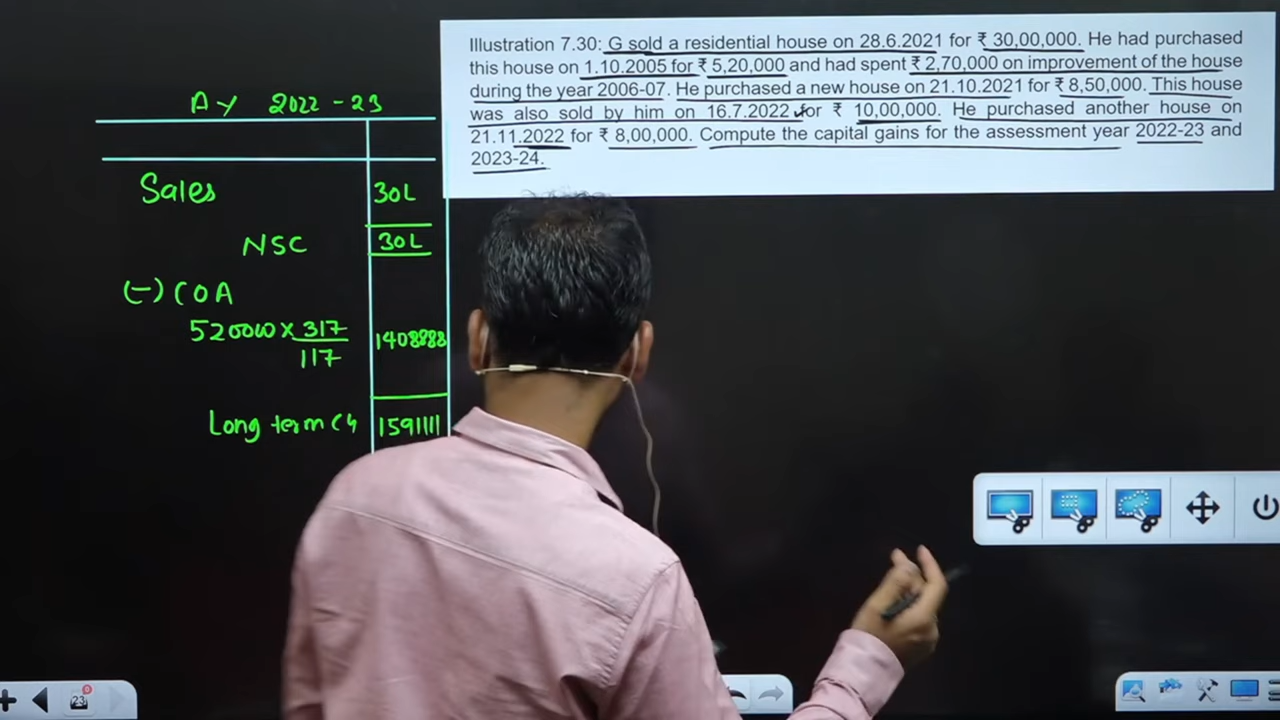 Illustration 7.30: G sold a residential house on 28.6.2021 for ₹ 30,00,000. He had purchased
this house on 1.10.2005 for ₹ 5,20,000 and had spent ₹ 2,70,000 on improvement of the house
during the year 2006-07. He purchased a new house on 21.10.2021 for ₹ 8,50,000. This house
was also sold by him on 16.7.2022 for ₹ 10,00,000. He purchased another house on
21.11.2022 for ₹ 8,00,000. Compute the capital gains for the assessment year 2022-23 and
2023-24.
A y 2022-23
Sales 30L
NSC 30L
(-) COA
520000 × 317/117 1408888
Long term CG 1591111
23